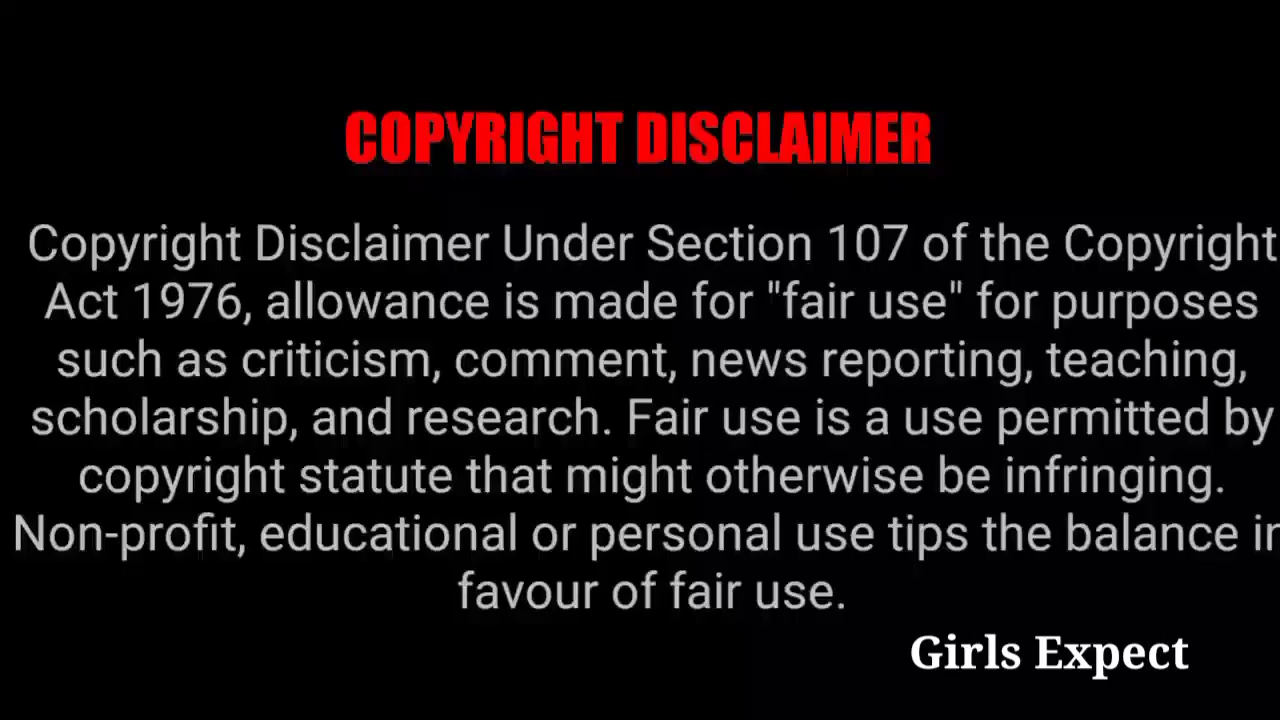 COPYRIGHT DISCLAIMER
Copyright Disclaimer Under Section 107 of the Copyright
Act 1976, allowance is made for "fair use" for purposes
such as criticism, comment, news reporting, teaching,
scholarship, and research. Fair use is a use permitted by
copyright statute that might otherwise be infringing.
Non-profit, educational or personal use tips the balance in
favour of fair use.
Girls Expect